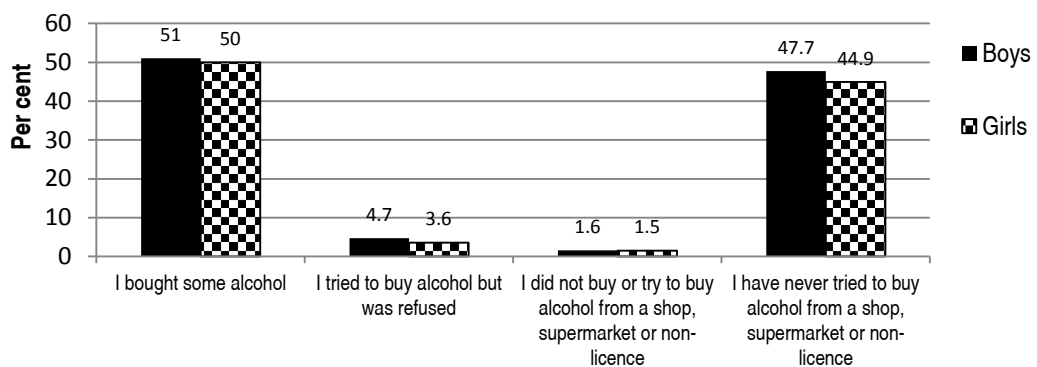 60
50
40
30
20
10
0
Per cent
51
50
4.7
3.6
1.6
1.5
47.7
44.9
I bought some alcohol
I tried to buy alcohol but
was refused
I did not buy or try to buy
alcohol from a shop,
supermarket or non-
licence
I have never tried to buy
alcohol from a shop,
supermarket or non-
licence
Boys
Girls